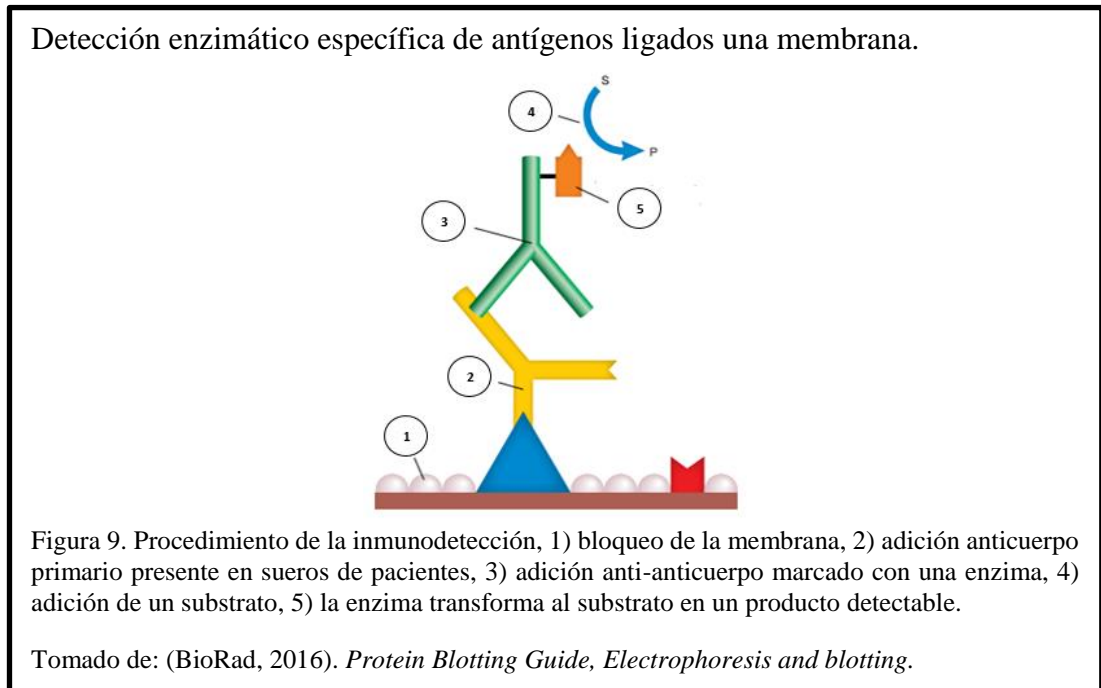 Detección enzimático específica de antígenos ligados una membrana.
S
4
P
5
3
2
1
Figura 9. Procedimiento de la inmunodetección, 1) bloqueo de la membrana, 2) adición anticuerpo
primario presente en sueros de pacientes, 3) adición anti-anticuerpo marcado con una enzima, 4)
adición de un substrato, 5) la enzima transforma al substrato en un producto detectable.
Tomado de: (BioRad, 2016). Protein Blotting Guide, Electrophoresis and blotting.